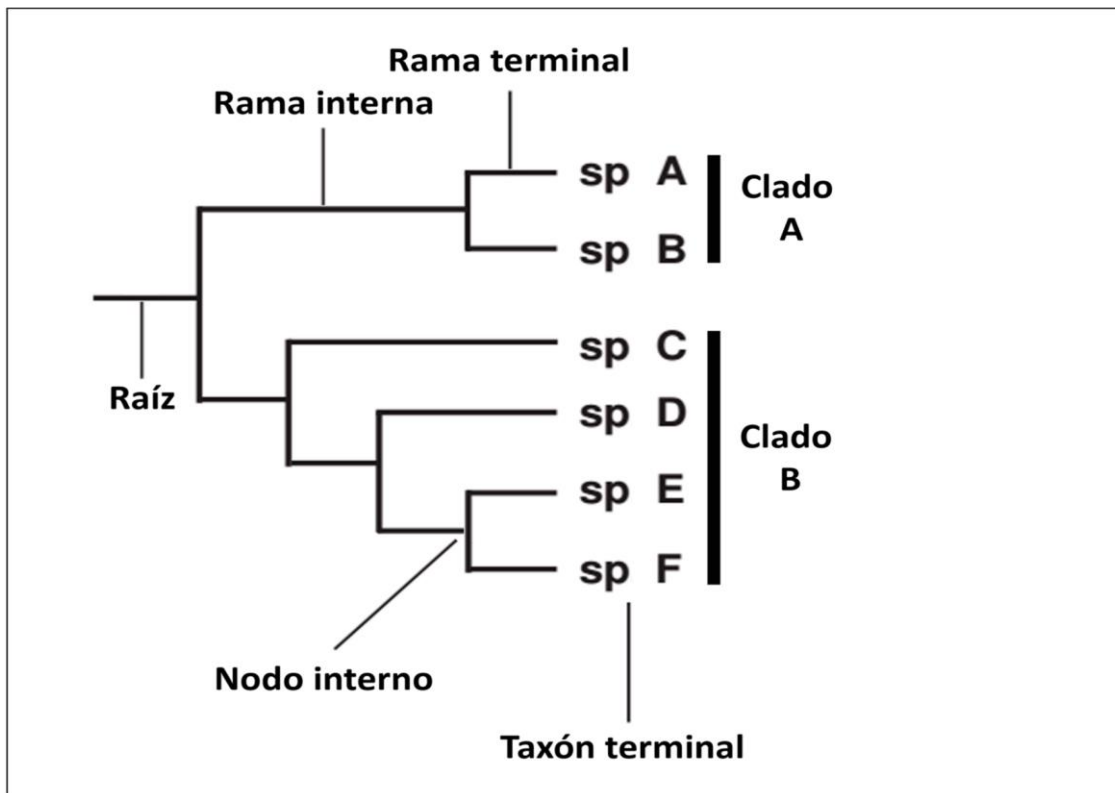 Rama terminal
Rama interna
sp A
Clado
A
sp B
Raíz
sp C
sp D
Clado
B
sp E
sp F
Nodo interno
Taxón terminal